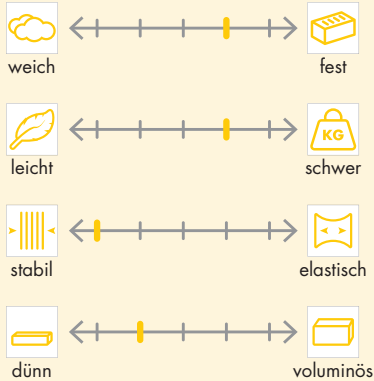 weich fest
KG
leicht schwer
stabil elastisch
dünn voluminös